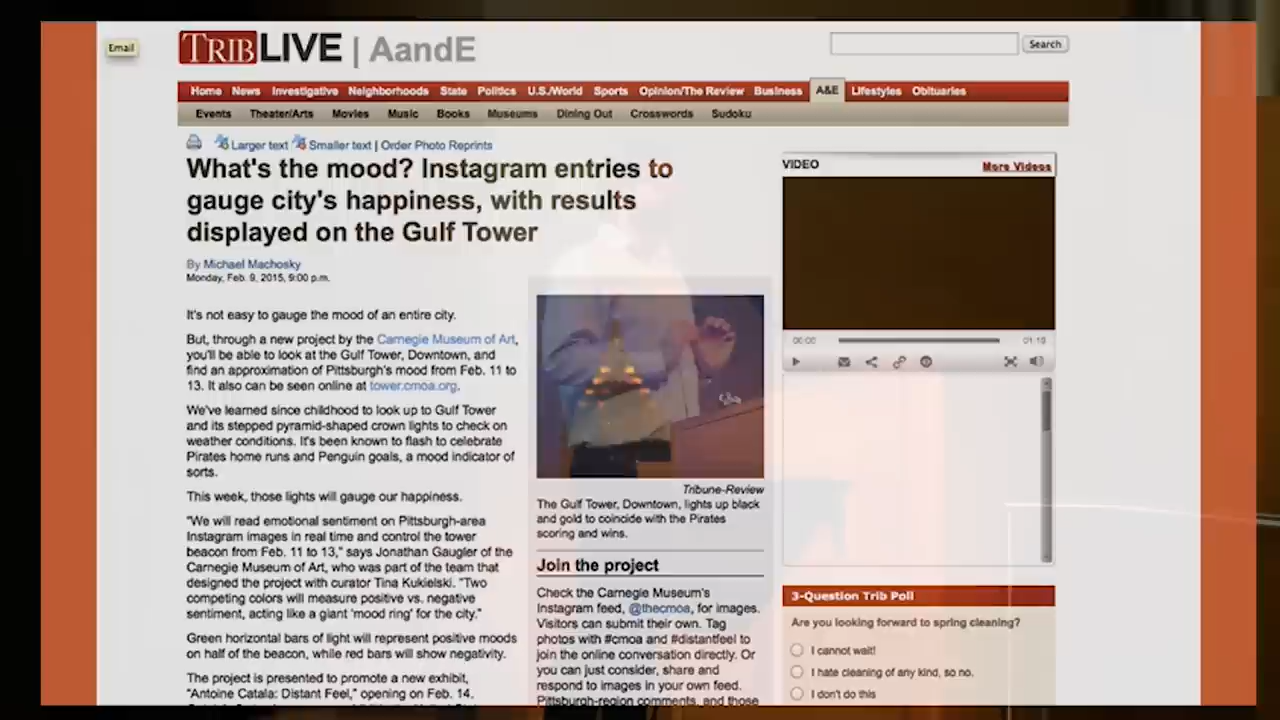 Email
TRIBLIVE | AandE
Search
Home News Investigative Neighborhoods State Politics U.S./World Sports Opinion/The Review Business A&E Lifestyles Obituaries
Events Theater/Arts Movies Music Books Museums Dining Out Crosswords Sudoku
Larger text Smaller text | Order Photo Reprints
What's the mood? Instagram entries to
gauge city's happiness, with results
displayed on the Gulf Tower
By Michael Machosky
Monday, Feb. 9, 2015, 9:00 p.m.
It's not easy to gauge the mood of an entire city.
But, through a new project by the Carnegie Museum of Art,
you'll be able to look at the Gulf Tower, Downtown, and
find an approximation of Pittsburgh's mood from Feb. 11 to
13. It also can be seen online at tower.cmoa.org.
We've learned since childhood to look up to Gulf Tower
and its stepped pyramid-shaped crown lights to check on
weather conditions. It's been known to flash to celebrate
Pirates home runs and Penguin goals, a mood indicator of
sorts.
This week, those lights will gauge our happiness.
"We will read emotional sentiment on Pittsburgh-area
Instagram images in real time and control the tower
beacon from Feb. 11 to 13," says Jonathan Gaugler of the
Carnegie Museum of Art, who was part of the team that
designed the project with curator Tina Kukielski. "Two
competing colors will measure positive vs. negative
sentiment, acting like a giant 'mood ring' for the city."
Green horizontal bars of light will represent positive moods
on half of the beacon, while red bars will show negativity.
The project is presented to promote a new exhibit,
"Antoine Catala: Distant Feel," opening on Feb. 14.
Tribune-Review
The Gulf Tower, Downtown, lights up black
and gold to coincide with the Pirates
scoring and wins.
Join the project
Check the Carnegie Museum's
Instagram feed, @thecmoa, for images.
Visitors can submit their own. Tag
photos with #cmoa and #distantfeel to
join the online conversation directly. Or
you can just consider, share and
respond to images in your own feed.
Pittsburgh-region comments, and those
VIDEO
More Videos
00:00
01:18
3-Question Trib Poll
Are you looking forward to spring cleaning?
I cannot wait!
I hate cleaning of any kind, so no.
I don't do this